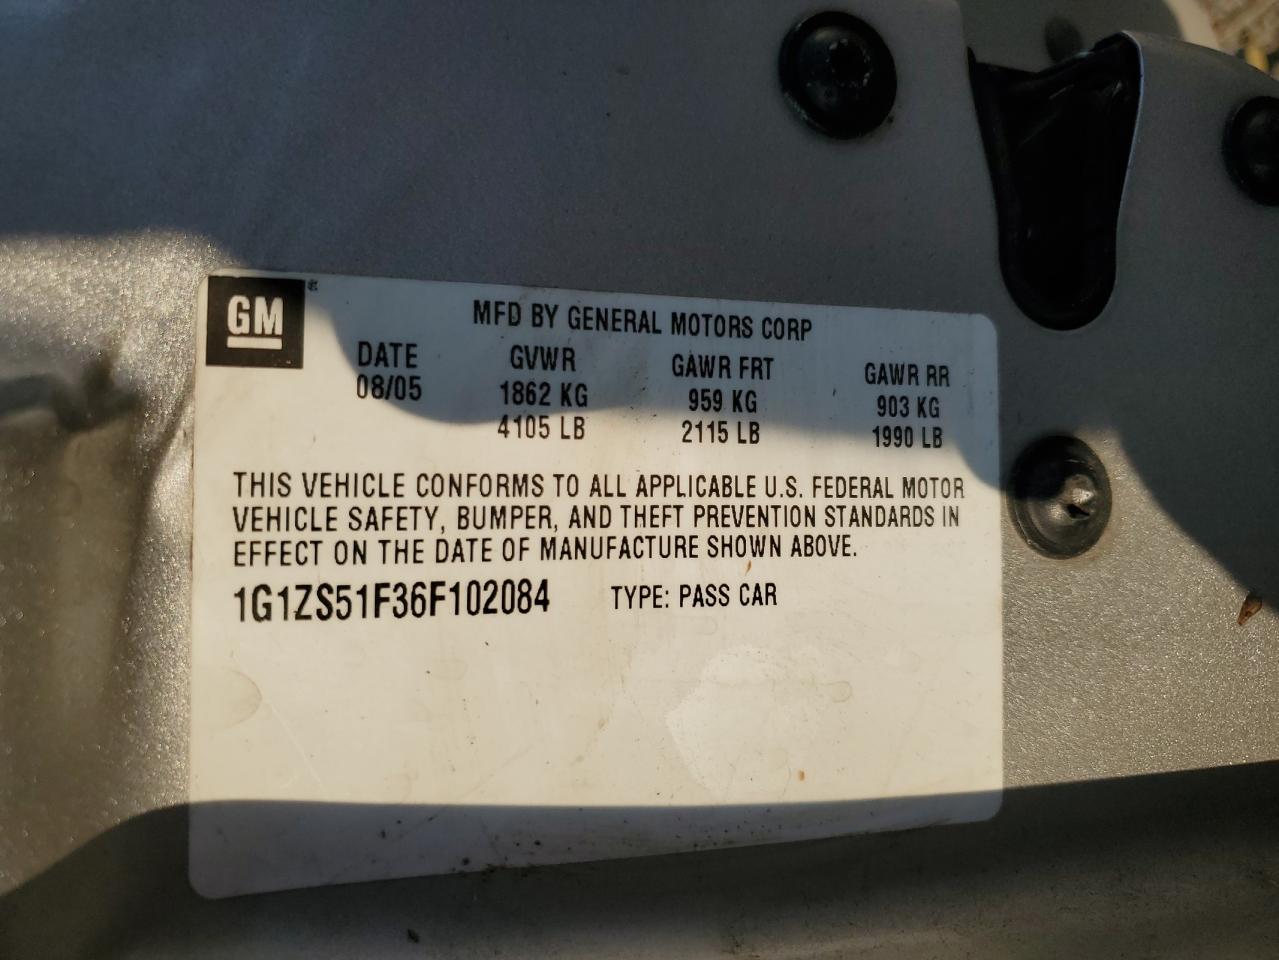 GM ®
MFD BY GENERAL MOTORS CORP
DATE GVWR GAWR FRT GAWR RR
08/05 1862 KG 959 KG 903 KG
4105 LB 2115 LB 1990 LB
THIS VEHICLE CONFORMS TO ALL APPLICABLE U.S. FEDERAL MOTOR
VEHICLE SAFETY, BUMPER, AND THEFT PREVENTION STANDARDS IN
EFFECT ON THE DATE OF MANUFACTURE SHOWN ABOVE.
1G1ZS51F36F102084 TYPE: PASS CAR